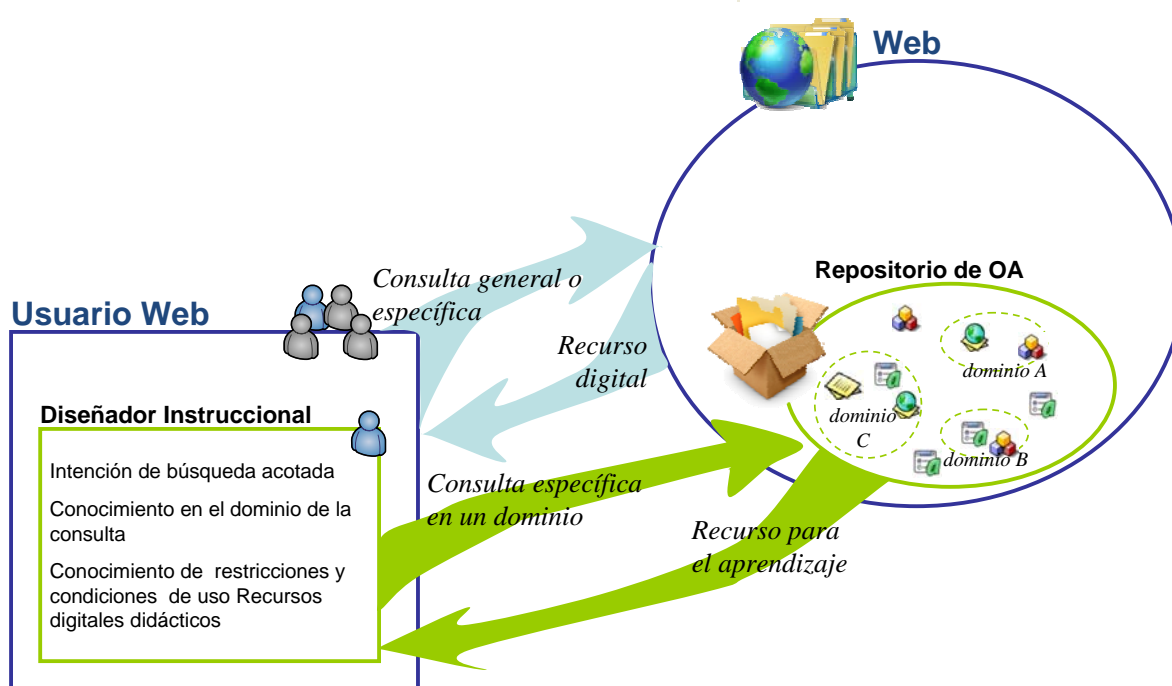 Web
Repositorio de OA
dominio A
dominio
C
dominio B
Consulta general o
específica
Recurso
digital
Usuario Web
Diseñador Instruccional
Intención de búsqueda acotada
Conocimiento en el dominio de la
consulta
Conocimiento de restricciones y
condiciones de uso Recursos
digitales didácticos
Consulta específica
en un dominio
Recurso para
el aprendizaje